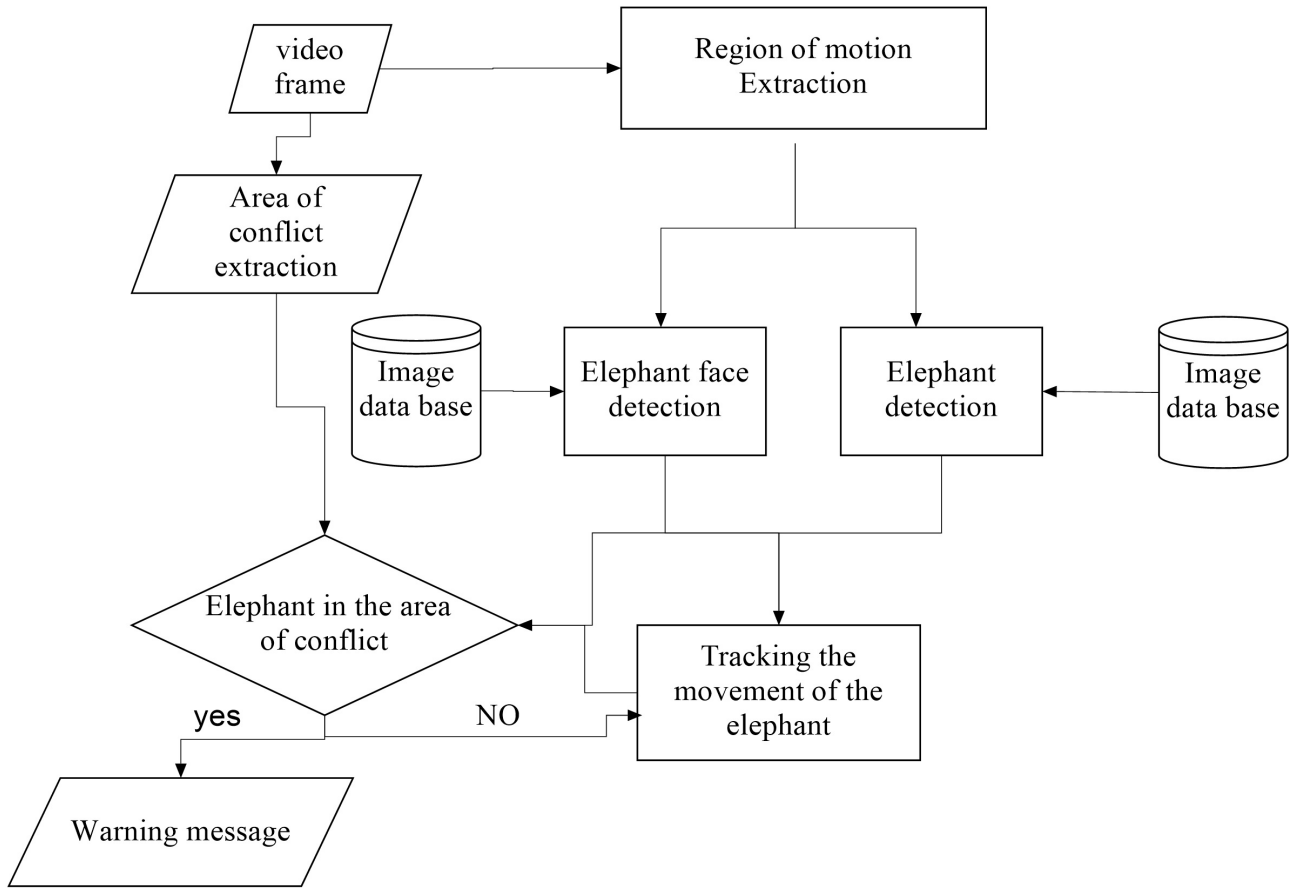 video
frame
Region of motion
Extraction
Area of
conflict
extraction
Image
data base
Elephant face
detection
Elephant
detection
Image
data base
Elephant in the area
of conflict
Tracking the
movement of the
elephant
yes
NO
Warning message